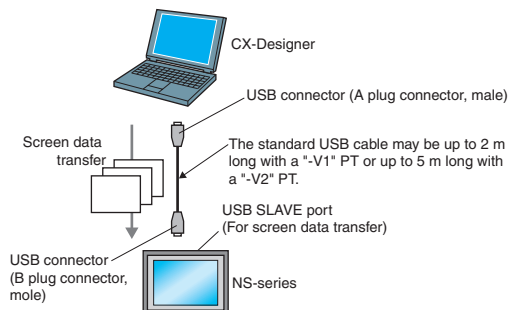 CX-Designer
USB connector (A plug connector, male)
Screen data
transfer
The standard USB cable may be up to 2 m
long with a "-V1" PT or up to 5 m long with
a "-V2" PT.
USB SLAVE port
(For screen data transfer)
USB connector
(B plug connector,
mole)
NS-series